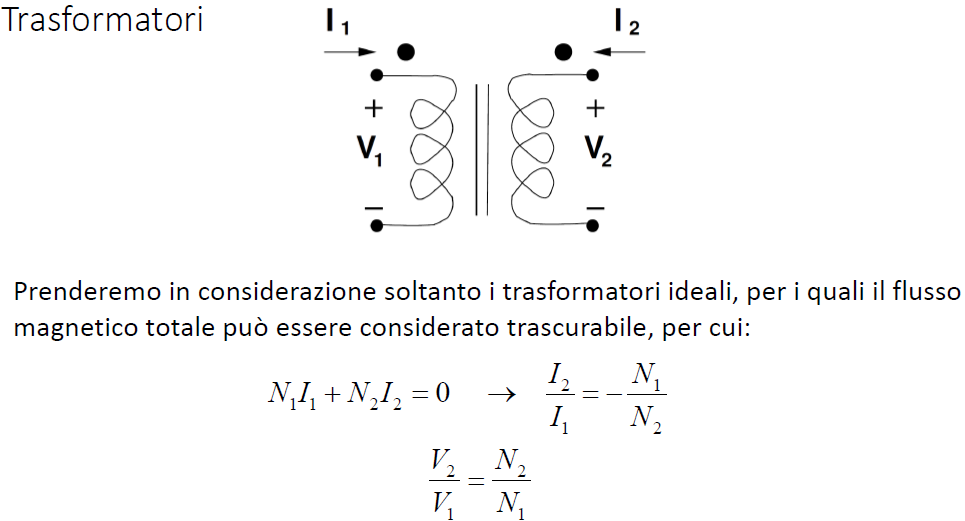 Trasformatori
I1 I2
+ +
V1 V2
− −
Prenderemo in considerazione soltanto i trasformatori ideali, per i quali il flusso
magnetico totale può essere considerato trascurabile, per cui:
N1I1 + N2I2 = 0 → I2/I1 = −N1/N2
V2/V1 = N2/N1